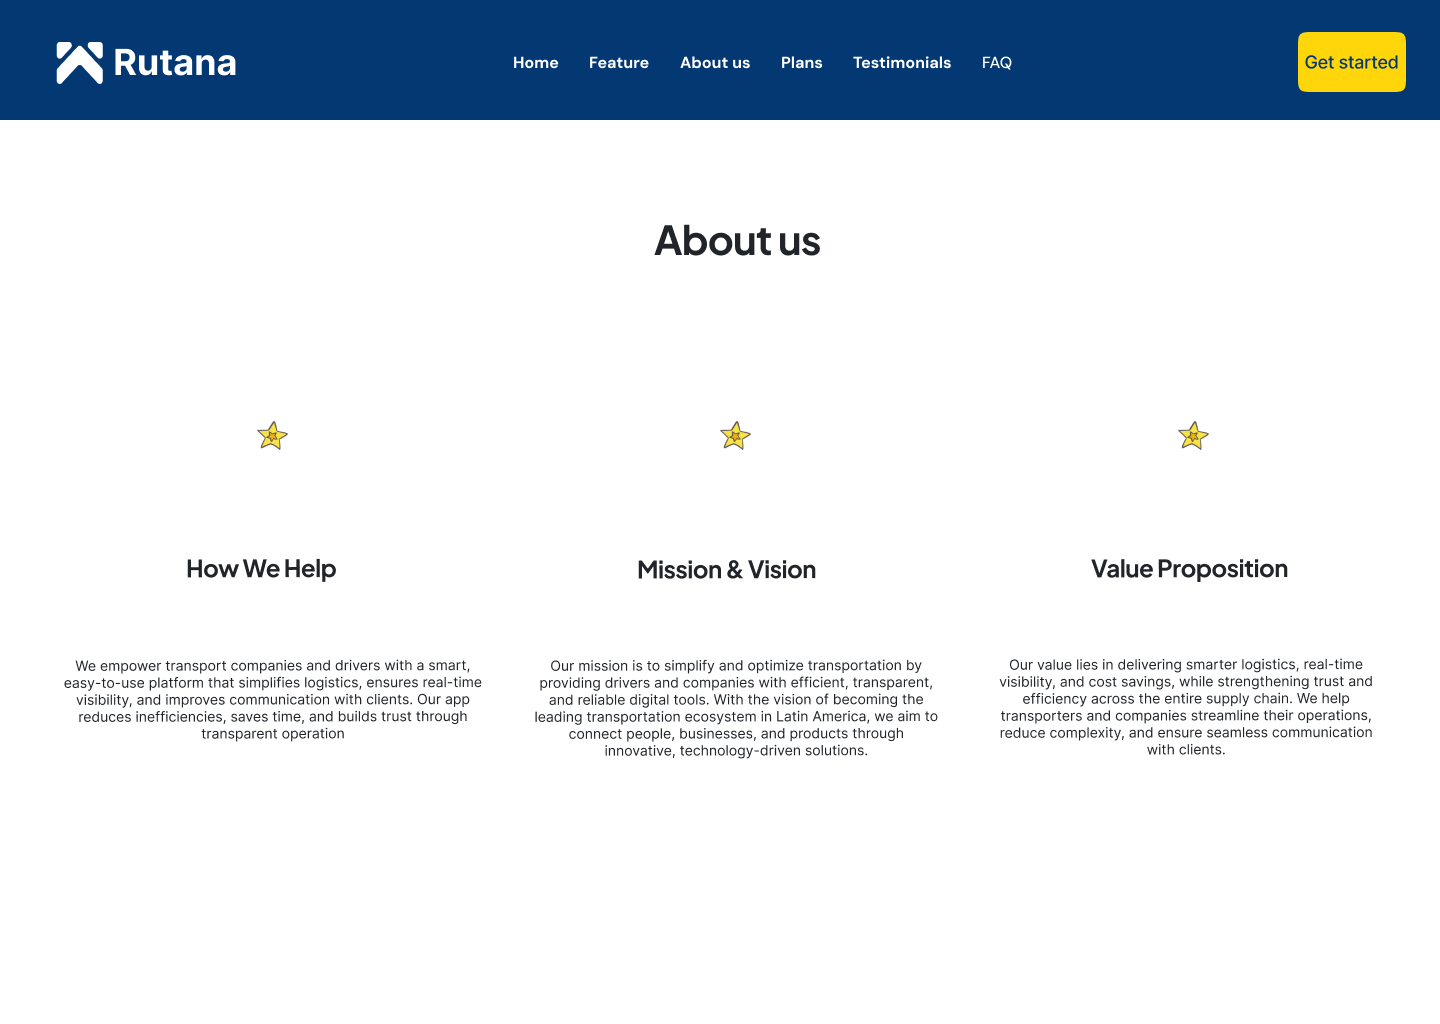 Rutana
Home Feature About us Plans Testimonials FAQ
Get started
About us
How We Help
We empower transport companies and drivers with a smart,
easy-to-use platform that simplifies logistics, ensures real-time
visibility, and improves communication with clients. Our app
reduces inefficiencies, saves time, and builds trust through
transparent operation
Mission & Vision
Our mission is to simplify and optimize transportation by
providing drivers and companies with efficient, transparent,
and reliable digital tools. With the vision of becoming the
leading transportation ecosystem in Latin America, we aim to
connect people, businesses, and products through
innovative, technology-driven solutions.
Value Proposition
Our value lies in delivering smarter logistics, real-time
visibility, and cost savings, while strengthening trust and
efficiency across the entire supply chain. We help
transporters and companies streamline their operations,
reduce complexity, and ensure seamless communication
with clients.